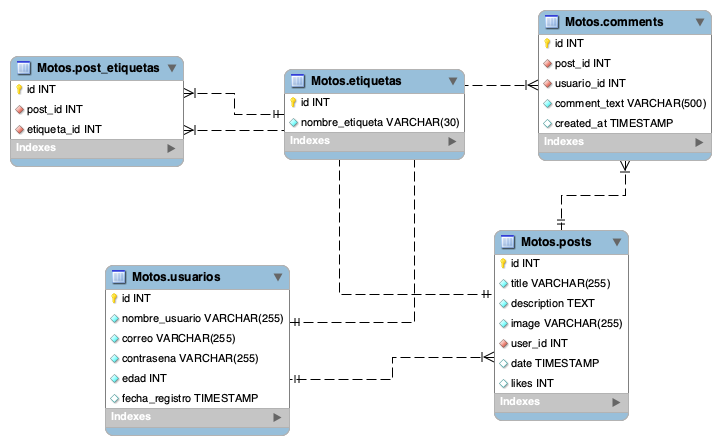 Motos.post_etiquetas
id INT
post_id INT
etiqueta_id INT
Indexes
Motos.etiquetas
id INT
nombre_etiqueta VARCHAR(30)
Indexes
Motos.comments
id INT
post_id INT
usuario_id INT
comment_text VARCHAR(500)
created_at TIMESTAMP
Indexes
Motos.usuarios
id INT
nombre_usuario VARCHAR(255)
correo VARCHAR(255)
contrasena VARCHAR(255)
edad INT
fecha_registro TIMESTAMP
Indexes
Motos.posts
id INT
title VARCHAR(255)
description TEXT
image VARCHAR(255)
user_id INT
date TIMESTAMP
likes INT
Indexes